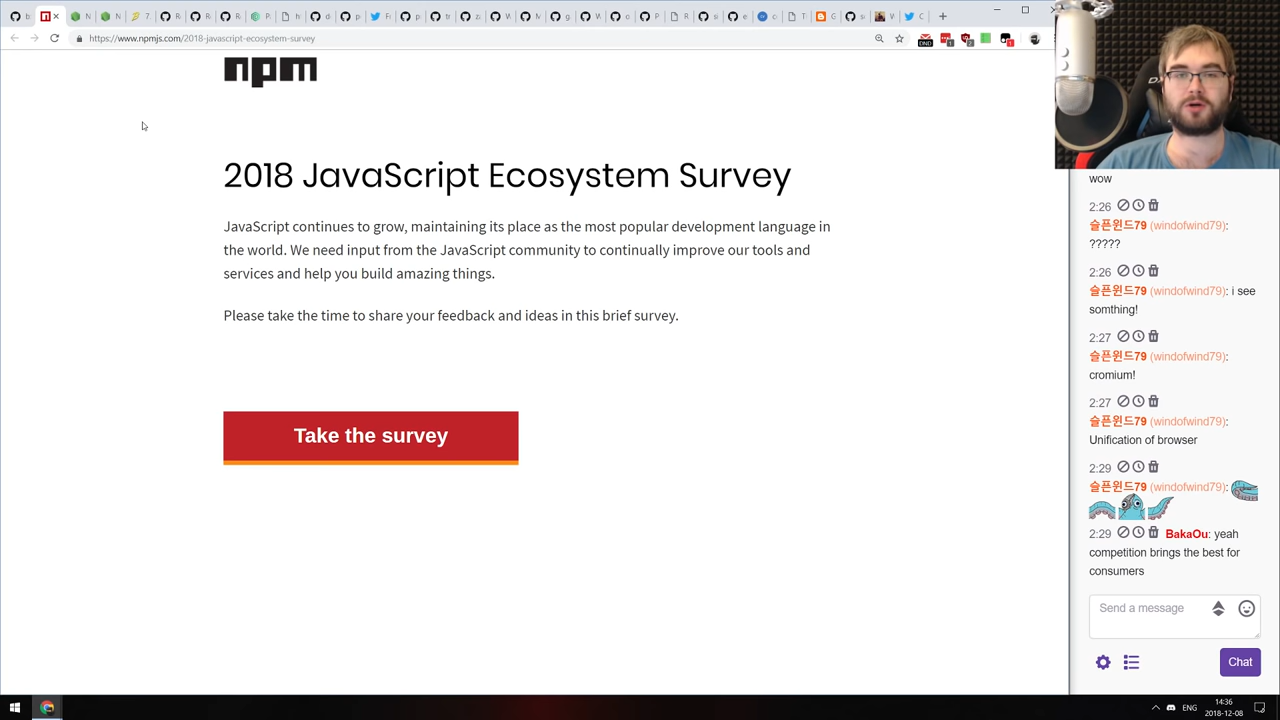 https://www.npmjs.com/2018-javascript-ecosystem-survey
DND
1
2
1
npm
2018 JavaScript Ecosystem Survey
JavaScript continues to grow, maintaining its place as the most popular development language in
the world. We need input from the JavaScript community to continually improve our tools and
services and help you build amazing things.
Please take the time to share your feedback and ideas in this brief survey.
Take the survey
wow
2:26
슬픈윈드79 (windofwind79):
?????
2:26
슬픈윈드79 (windofwind79): i see
somthing!
2:27
슬픈윈드79 (windofwind79):
cromium!
2:27
슬픈윈드79 (windofwind79):
Unification of browser
2:29
슬픈윈드79 (windofwind79):
2:29 BakaOu: yeah
competition brings the best for
consumers
Send a message
Chat
ENG
14:36
2018-12-08